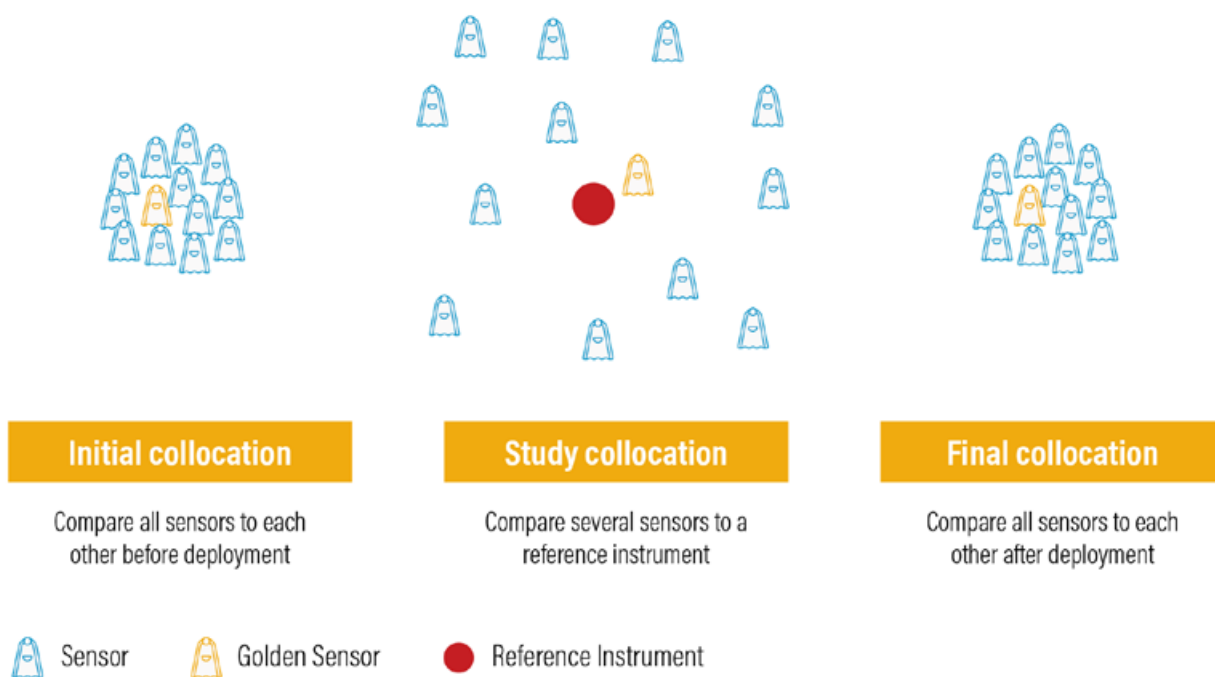 Initial collocation
Compare all sensors to each
other before deployment
Study collocation
Compare several sensors to a
reference instrument
Final collocation
Compare all sensors to each
other after deployment
Sensor
Golden Sensor
Reference Instrument